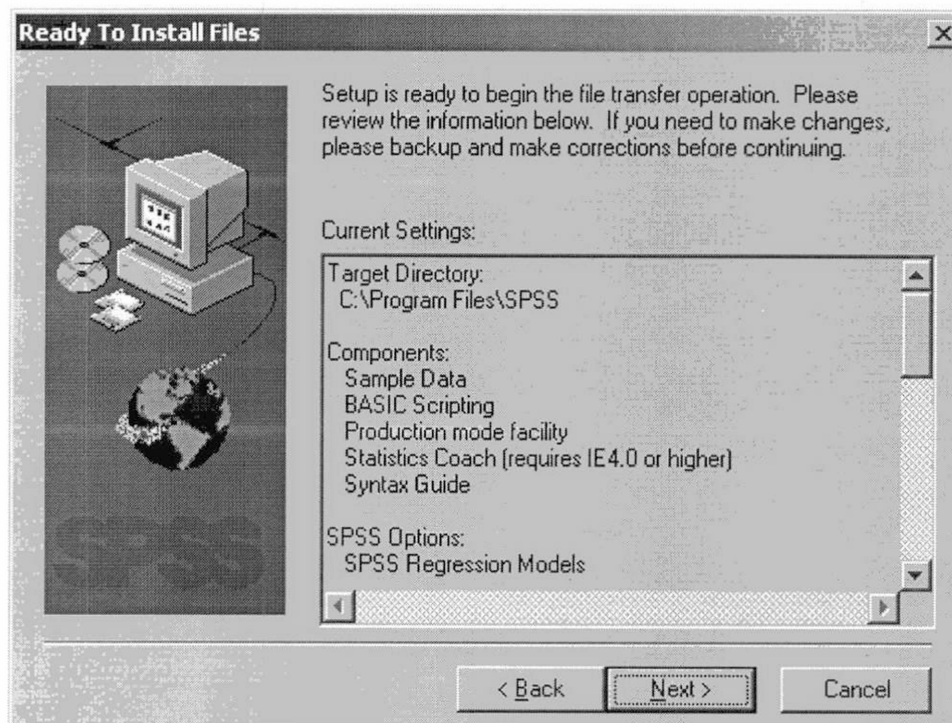 Ready To Install Files
Setup is ready to begin the file transfer operation. Please
review the information below. If you need to make changes,
please backup and make corrections before continuing.
Current Settings:
Target Directory:
C:\Program Files\SPSS
Components:
Sample Data
BASIC Scripting
Production mode facility
Statistics Coach (requires IE4.0 or higher)
Syntax Guide
SPSS Options:
SPSS Regression Models
SPSS
< Back
Next >
Cancel